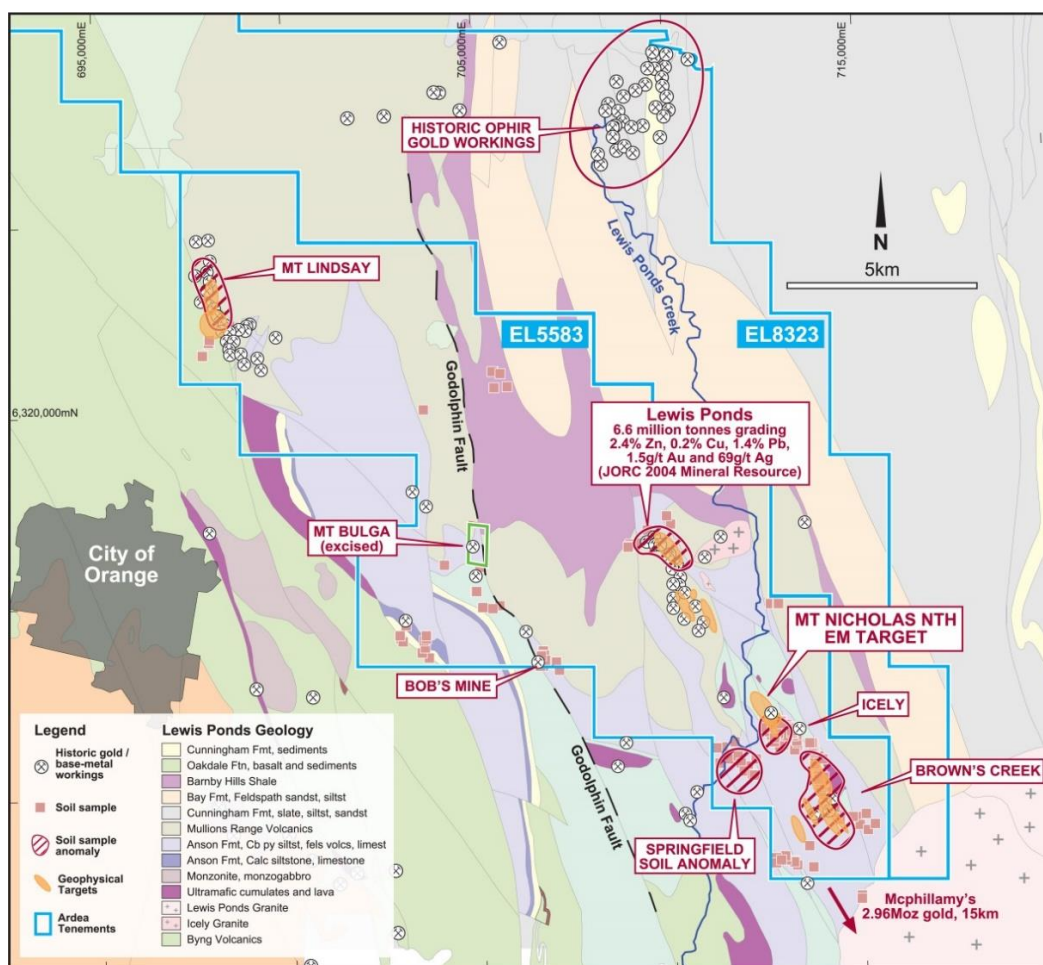 695,000mE
705,000mE
715,000mE
HISTORIC OPHIR
GOLD WORKINGS
N
5km
Lewis Ponds Creek
MT LINDSAY
EL5583
EL8323
Godolphin Fault
6,320,000mN
Lewis Ponds
6.6 million tonnes grading
2.4% Zn, 0.2% Cu, 1.4% Pb,
1.5g/t Au and 69g/t Ag
(JORC 2004 Mineral Resource)
MT BULGA
(excised)
City of
Orange
MT NICHOLAS NTH
EM TARGET
BOB'S MINE
ICELY
Godolphin Fault
BROWN'S CREEK
SPRINGFIELD
SOIL ANOMALY
Mcphillamy's
2.96Moz gold, 15km
Legend
Historic gold /
base-metal
workings
Soil sample
Soil sample
anomaly
Geophysical
Targets
Ardea
Tenements
Lewis Ponds Geology
Cunningham Fmt, sediments
Oakdale Ftn, basalt and sediments
Barnby Hills Shale
Bay Fmt, Feldspath sandst, siltst
Cunningham Fmt, slate, siltst, sandst
Mullions Range Volcanics
Anson Fmt, Cb py siltst, fels volcs, limest
Anson Fmt, Calc siltstone, limestone
Monzonite, monzogabbro
Ultramafic cumulates and lava
Lewis Ponds Granite
Icely Granite
Byng Volcanics